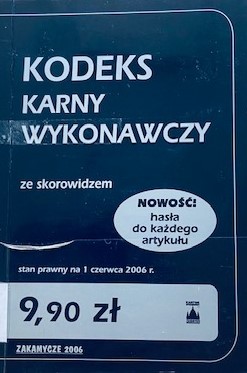 KODEKS
KARNY
WYKONAWCZY
ze skorowidzem
NOWOŚĆ:
hasła
do każdego
artykułu
stan prawny na 1 czerwca 2006 r.
9,90 zł
ZAKAMYCZE 2006